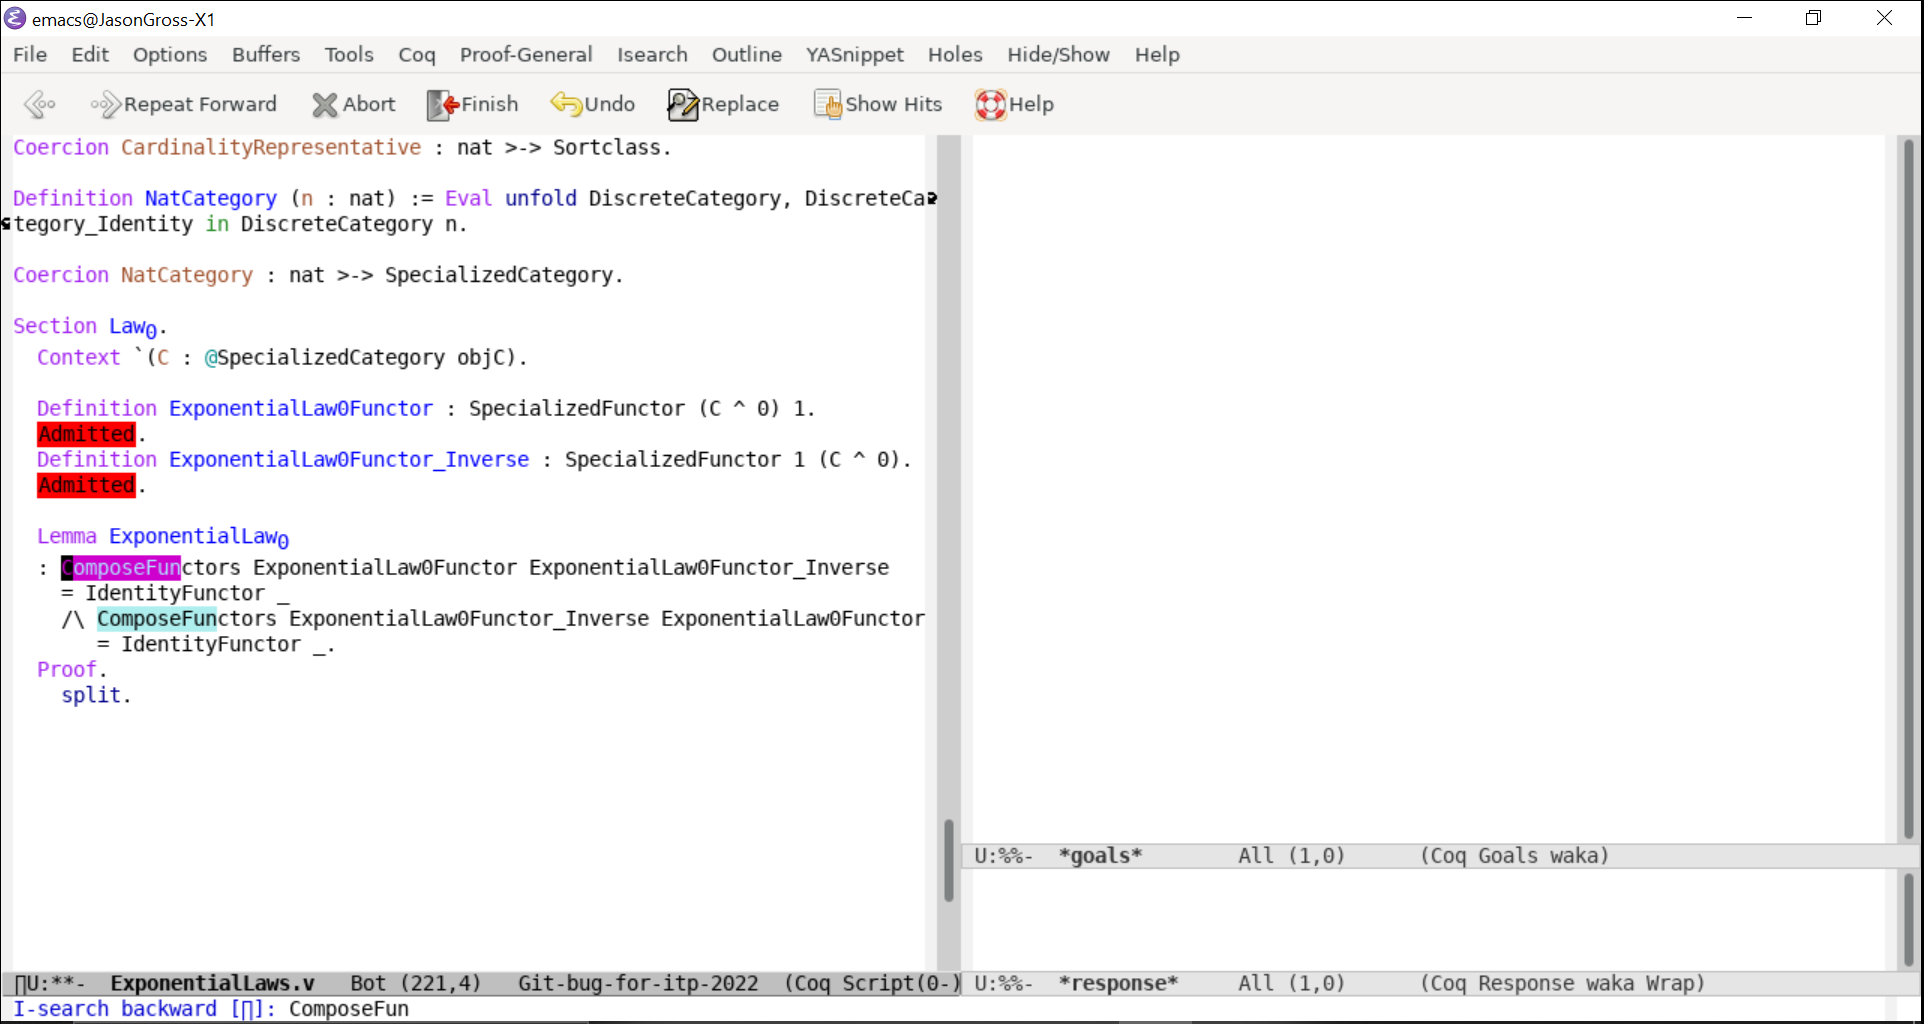 emacs@JasonGross-X1
File Edit Options Buffers Tools Coq Proof-General Isearch Outline YASnippet Holes Hide/Show Help
Repeat Forward Abort Finish Undo Replace Show Hits Help
Coercion CardinalityRepresentative : nat >-> Sortclass.
Definition NatCategory (n : nat) := Eval unfold DiscreteCategory, DiscreteCa
tegory_Identity in DiscreteCategory n.
Coercion NatCategory : nat >-> SpecializedCategory.
Section Law₀.
Context `(C : @SpecializedCategory objC).
Definition ExponentialLaw0Functor : SpecializedFunctor (C ^ 0) 1.
Admitted.
Definition ExponentialLaw0Functor_Inverse : SpecializedFunctor 1 (C ^ 0).
Admitted.
Lemma ExponentialLaw₀
: ComposeFunctors ExponentialLaw0Functor ExponentialLaw0Functor_Inverse
= IdentityFunctor _
/\ ComposeFunctors ExponentialLaw0Functor_Inverse ExponentialLaw0Functor
= IdentityFunctor _.
Proof.
split.
∏U:**- ExponentialLaws.v Bot (221,4) Git-bug-for-itp-2022 (Coq Script(0-)
I-search backward [∏]: ComposeFun
U:%%- *goals* All (1,0) (Coq Goals waka)
U:%%- *response* All (1,0) (Coq Response waka Wrap)